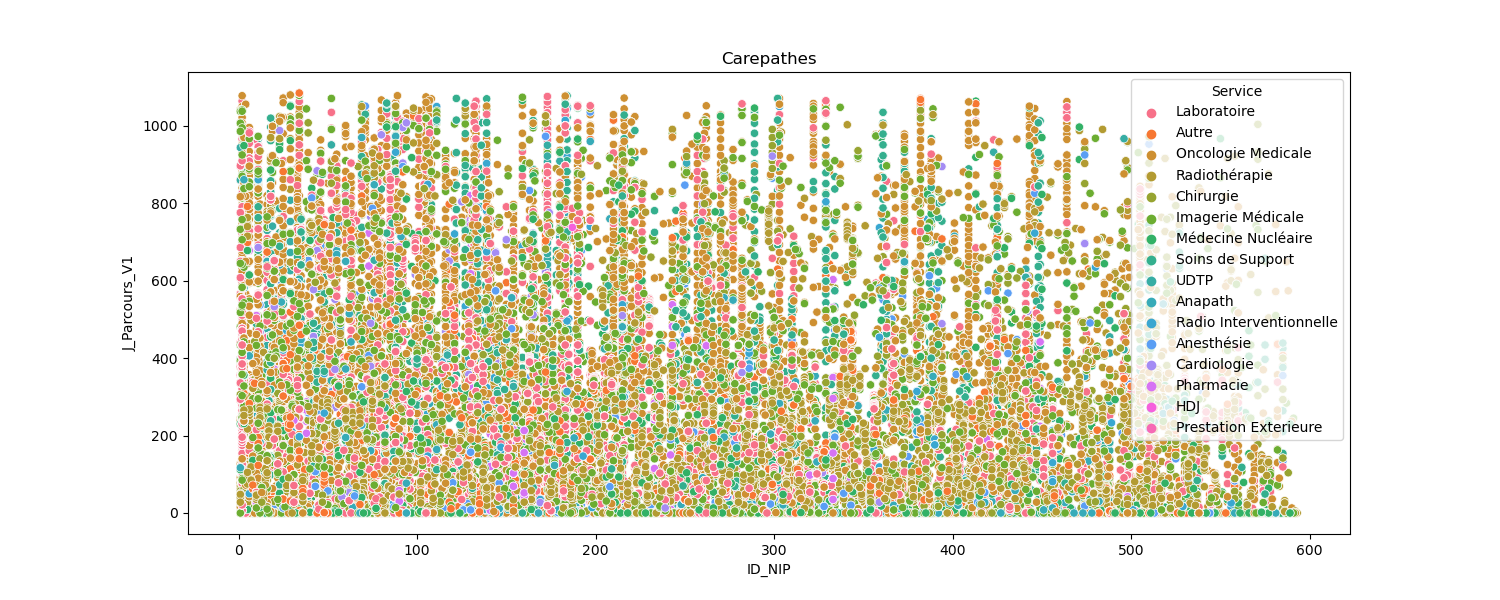 Carepathes
J_Parcours_V1
1000
800
600
400
200
0
0 100 200 300 400 500 600
ID_NIP
Service
Laboratoire
Autre
Oncologie Medicale
Radiothérapie
Chirurgie
Imagerie Médicale
Médecine Nucléaire
Soins de Support
UDTP
Anapath
Radio Interventionnelle
Anesthésie
Cardiologie
Pharmacie
HDJ
Prestation Exterieure